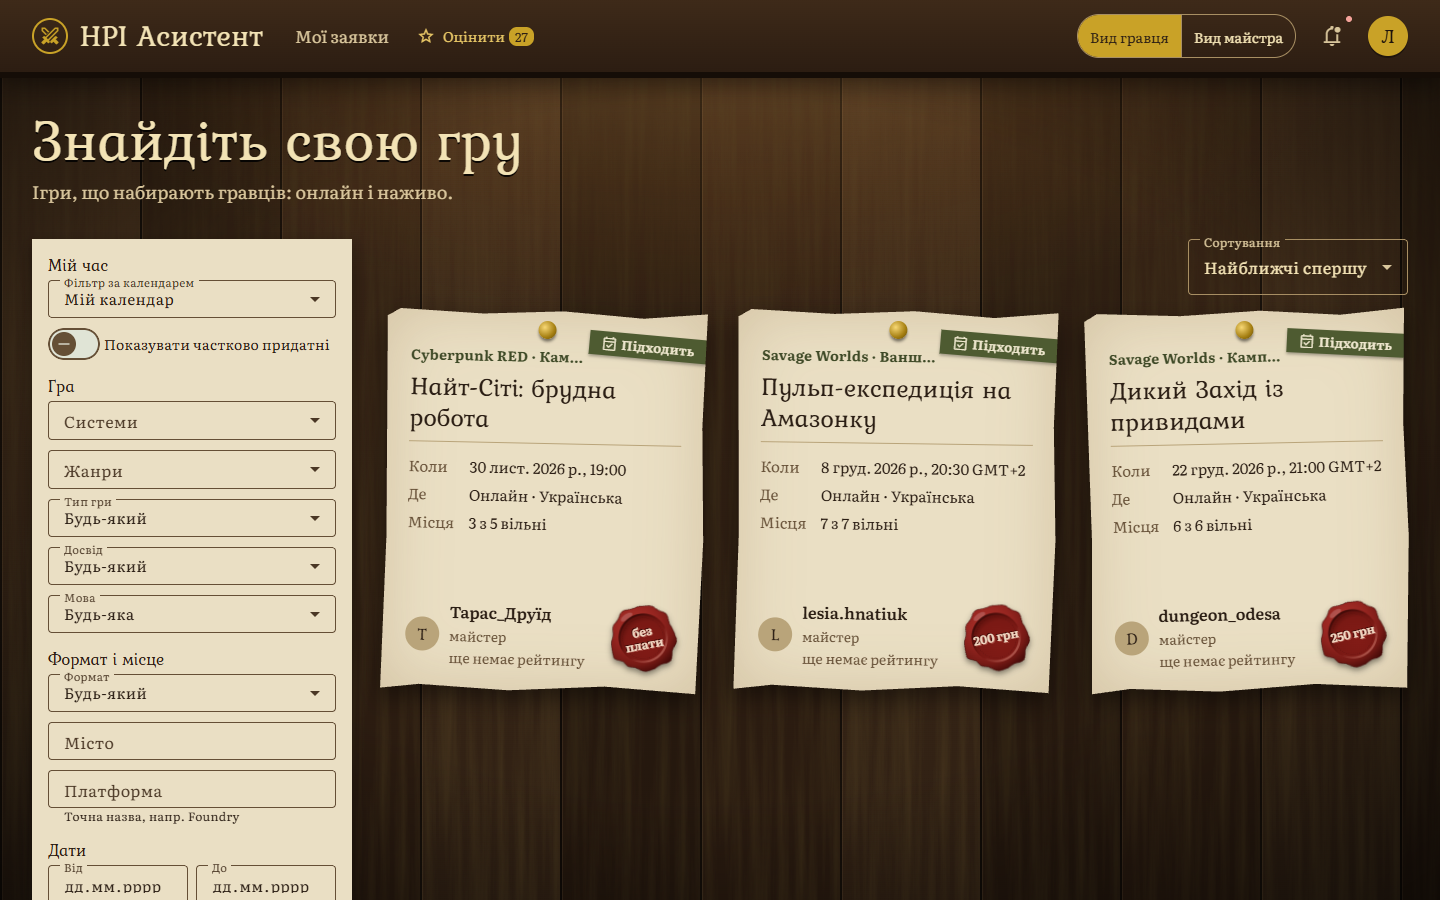 НРІ Асистент
Мої заявки
Оцінити 27
Вид гравця
Вид майстра
Л
Знайдіть свою гру
Ігри, що набирають гравців: онлайн і наживо.
Мій час
Фільтр за календарем
Мій календар
Показувати частково придатні
Гра
Системи
Жанри
Тип гри
Будь-який
Досвід
Будь-який
Мова
Будь-яка
Формат і місце
Формат
Будь-який
Місто
Платформа
Точна назва, напр. Foundry
Дати
Від
До
дд.мм.рррр
дд.мм.рррр
Сортування
Найближчі спершу
Підходить
Cyberpunk RED · Кам...
Найт-Сіті: брудна
робота
Коли 30 лист. 2026 р., 19:00
Де Онлайн · Українська
Місця 3 з 5 вільні
Т
Тарас_Друїд
майстер
ще немає рейтингу
без
плати
Підходить
Savage Worlds · Ванш...
Пульп-експедиція на
Амазонку
Коли 8 груд. 2026 р., 20:30 GMT+2
Де Онлайн · Українська
Місця 7 з 7 вільні
L
lesia.hnatiuk
майстер
ще немає рейтингу
200 грн
Підходить
Savage Worlds · Камп...
Дикий Захід із
привидами
Коли 22 груд. 2026 р., 21:00 GMT+2
Де Онлайн · Українська
Місця 6 з 6 вільні
D
dungeon_odesa
майстер
ще немає рейтингу
250 грн